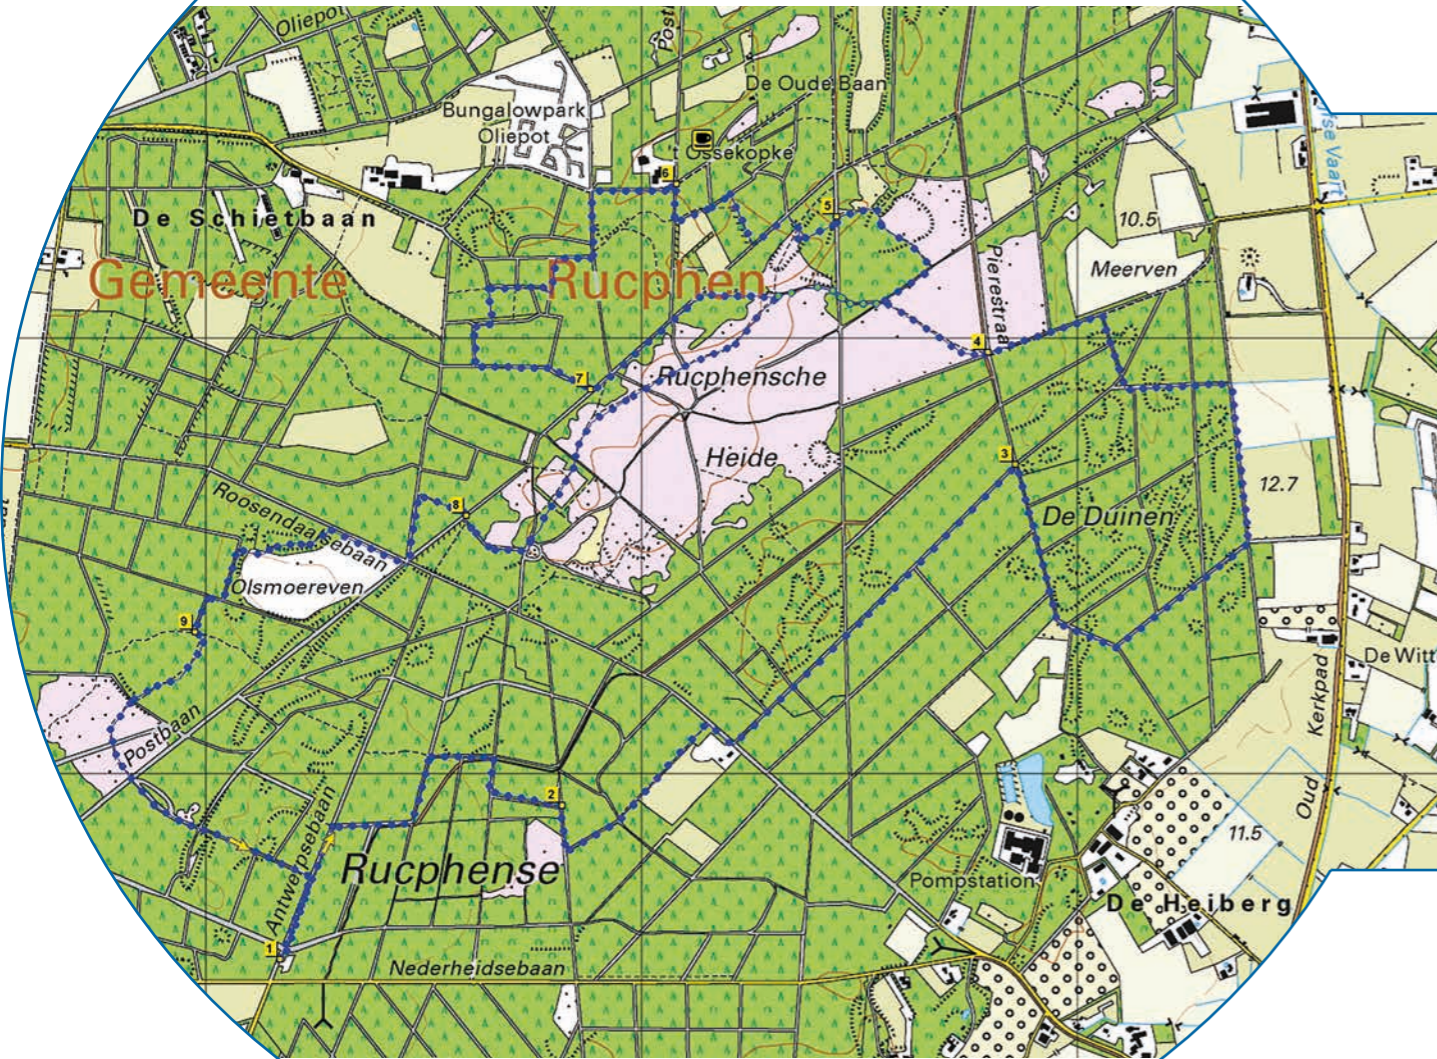 Oliepot
De Oude Baan
Bungalowpark
Oliepot
't Ossekopke
6
De Schietbaan
5
10.5
Gemeente Rucphen
Meerven
Pierestraat
4
7
Rucphensche
Heide
3
12.7
Roosendaalsebaan
8
De Duinen
Olsmoereven
9
De Witt
Kerkpad
Postbaan
Oud
2
Antwerpsebaan
11.5
Rucphense
Pompstation
De Heiberg
1
Nederheidsebaan